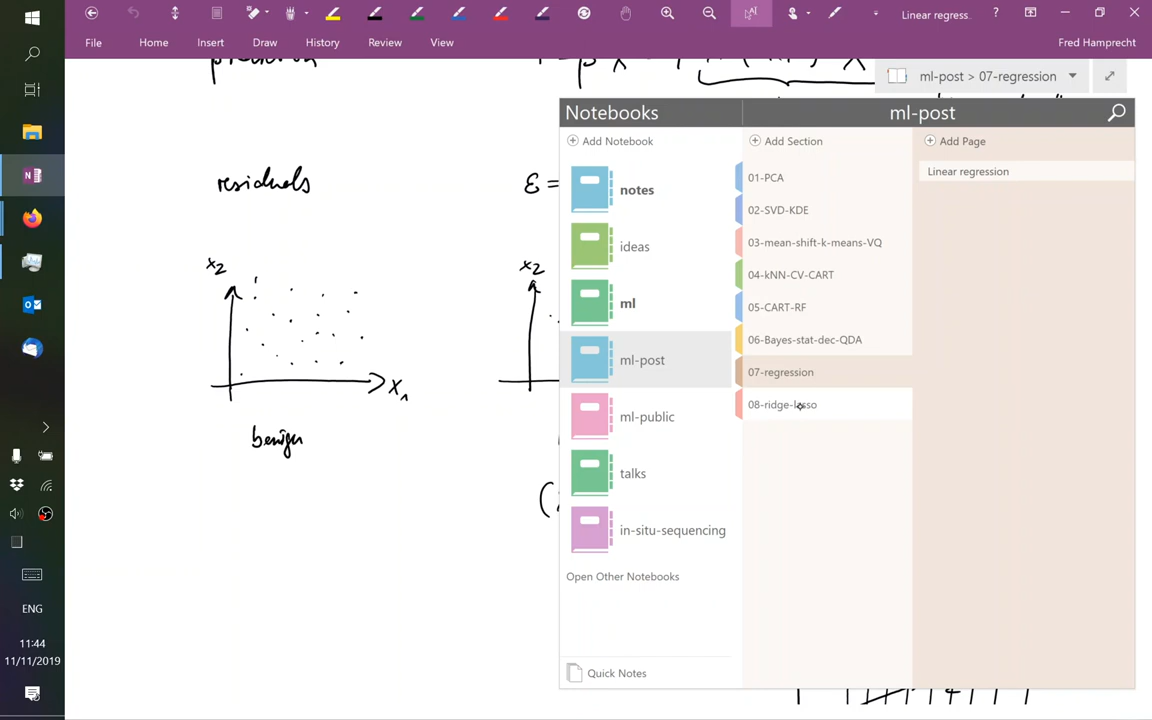 Linear regress..
?
File
Home
Insert
Draw
History
Review
View
Fred Hamprecht
ml-post > 07-regression
Notebooks
ml-post
Add Notebook
Add Section
Add Page
notes
ideas
ml
ml-post
ml-public
talks
in-situ-sequencing
Open Other Notebooks
Quick Notes
01-PCA
02-SVD-KDE
03-mean-shift-k-means-VQ
04-kNN-CV-CART
05-CART-RF
06-Bayes-stat-dec-QDA
07-regression
08-ridge-lasso
Linear regression
residuals
ε =
x2
x1
benign
x2
ENG
11:44
11/11/2019